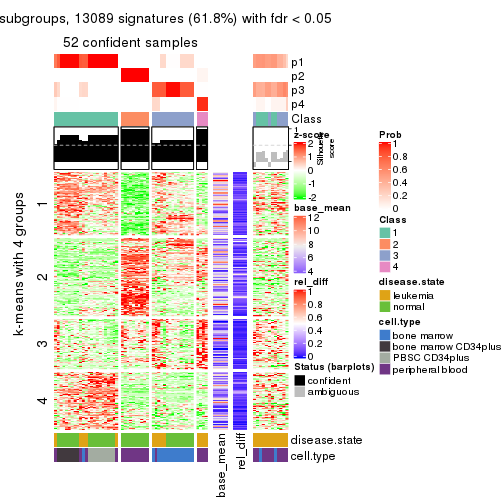 subgroups, 13089 signatures (61.8%) with fdr < 0.05
52 confident samples
p1
p2
p3
p4
Class
1
Silhouette
score
k-means with 4 groups
1
2
3
4
disease.state
cell.type
base_mean
rel_diff
z-score
2
1
0
-1
-2
base_mean
12
10
8
6
4
rel_diff
1
0.8
0.6
0.4
0.2
0
Status (barplots)
confident
ambiguous
Prob
1
0.8
0.6
0.4
0.2
0
Class
1
2
3
4
disease.state
leukemia
normal
cell.type
bone marrow
bone marrow CD34plus
PBSC CD34plus
peripheral blood